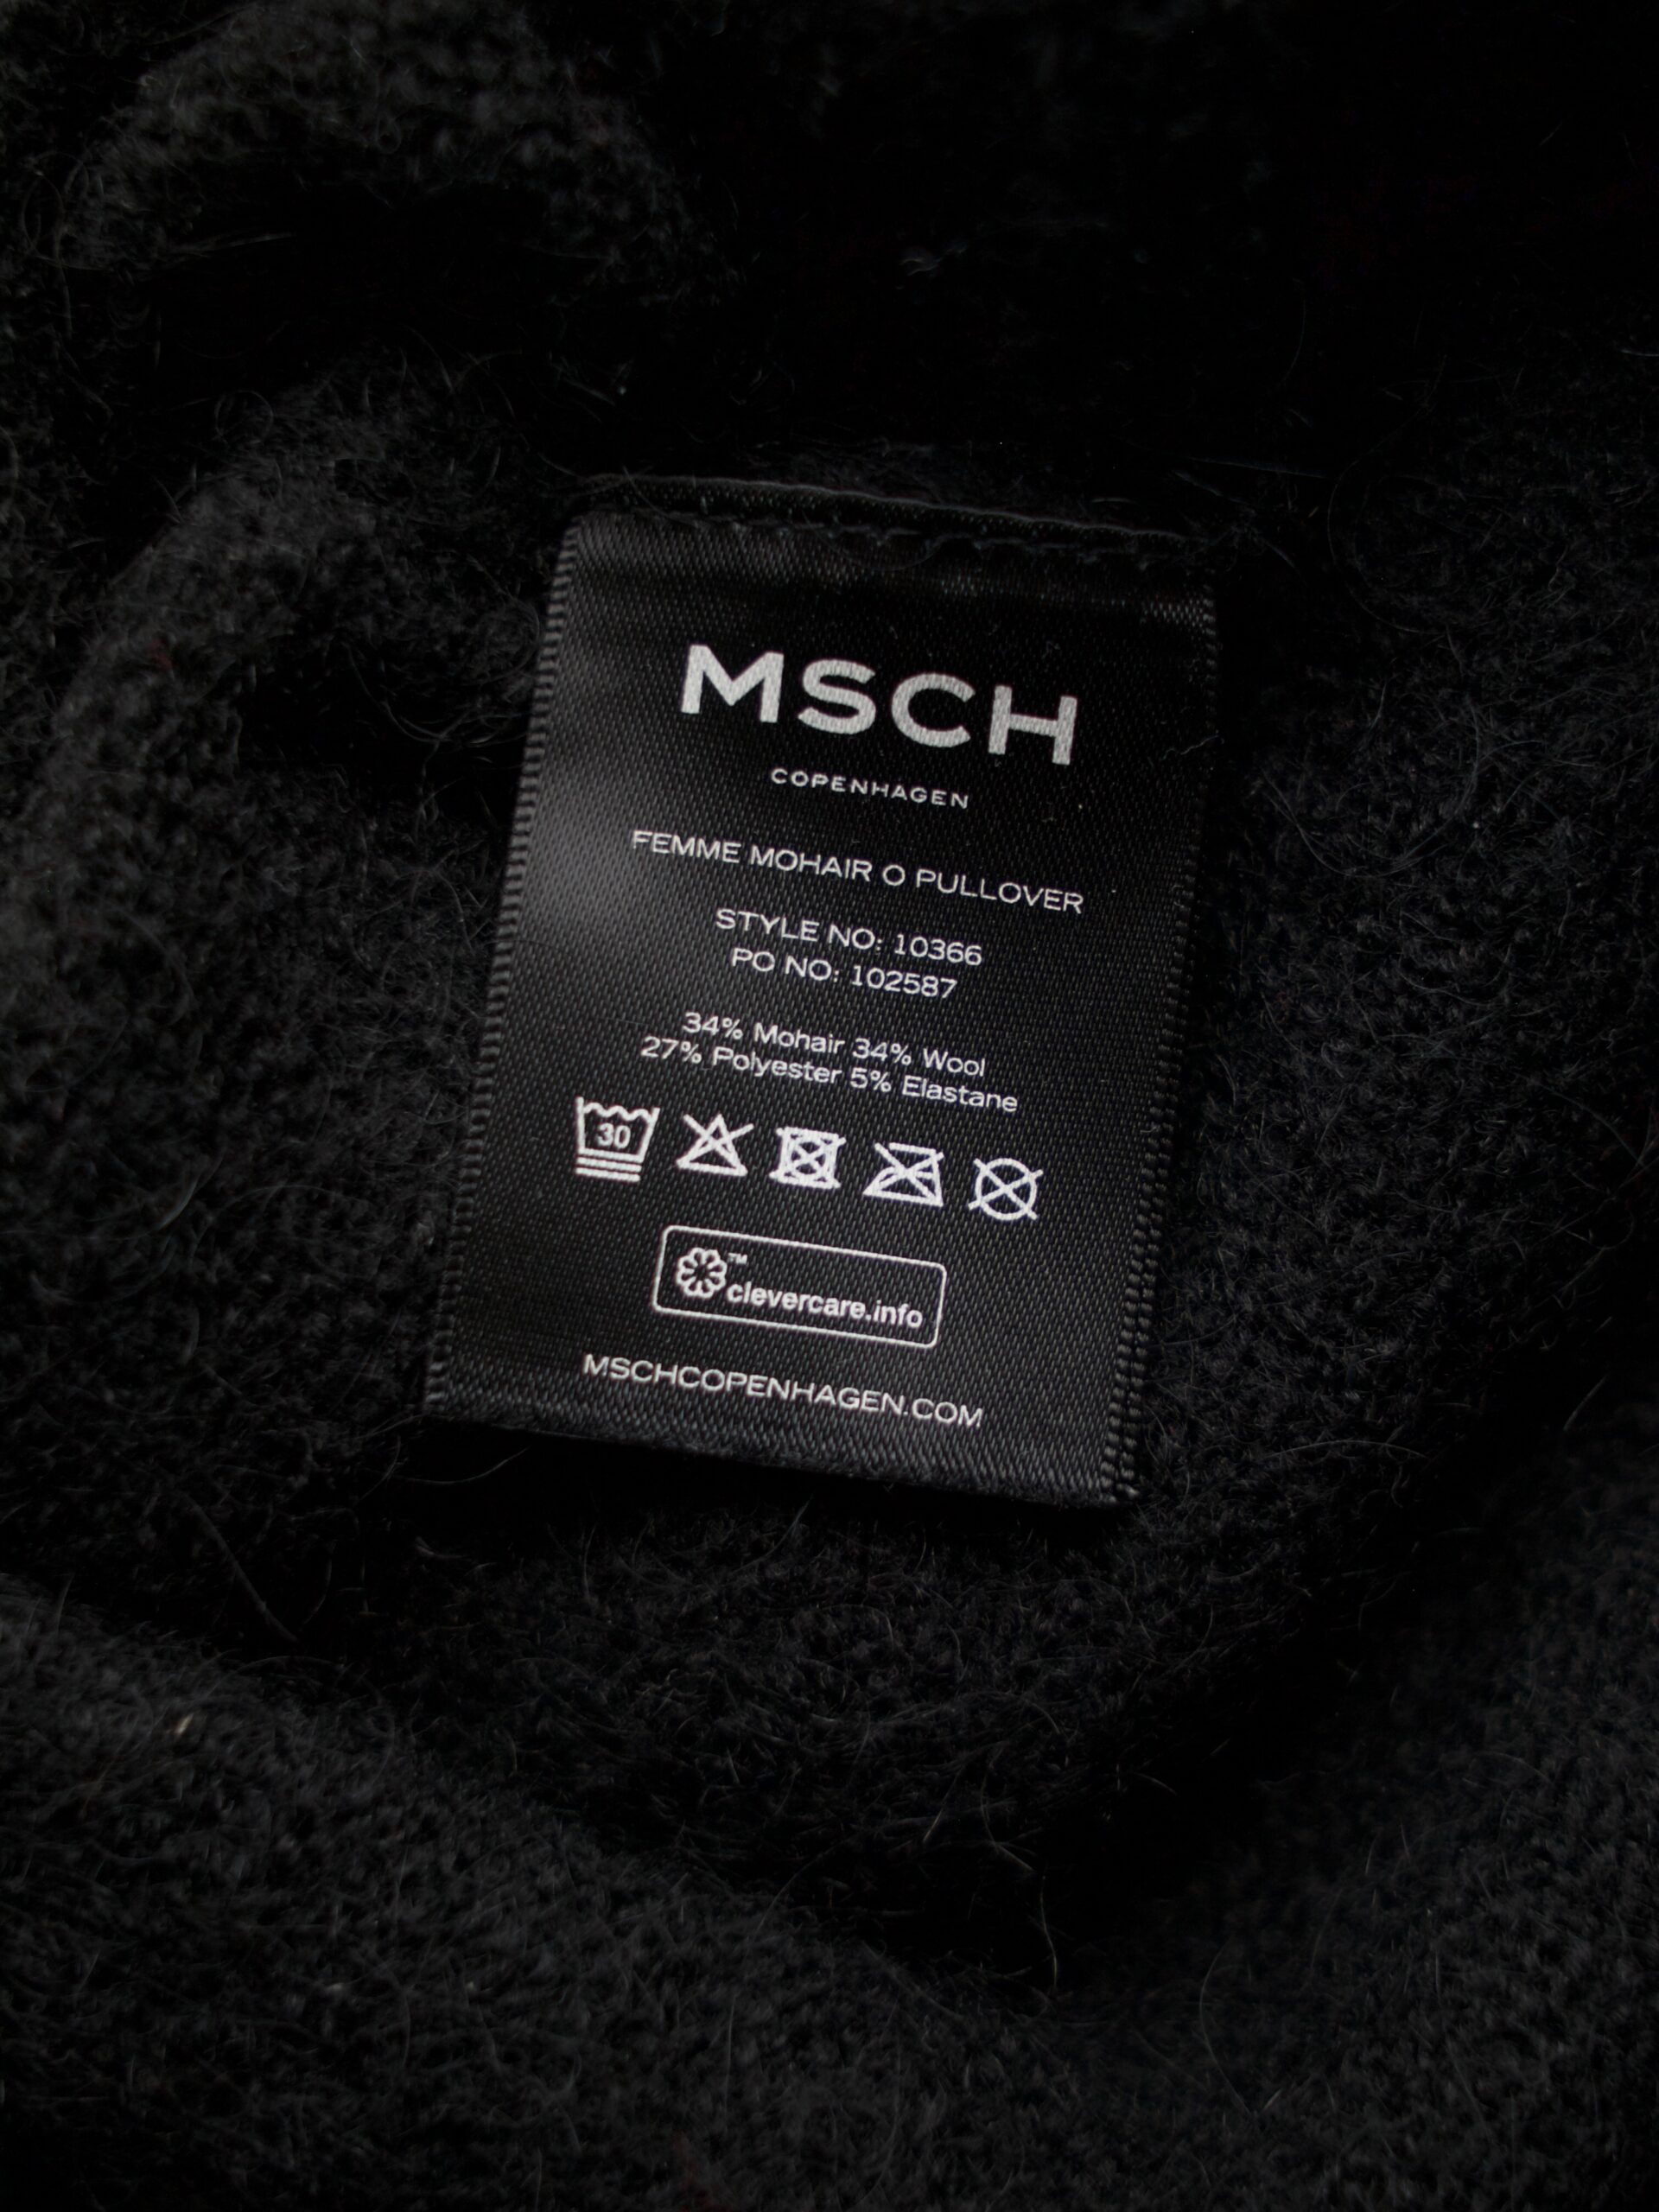 MSCH
COPENHAGEN
FEMME MOHAIR O PULLOVER
STYLE NO: 10366
PO NO: 102587
34% Mohair 34% Wool
27% Polyester 5% Elastane
30
™
clevercare.info
MSCHCOPENHAGEN.COM